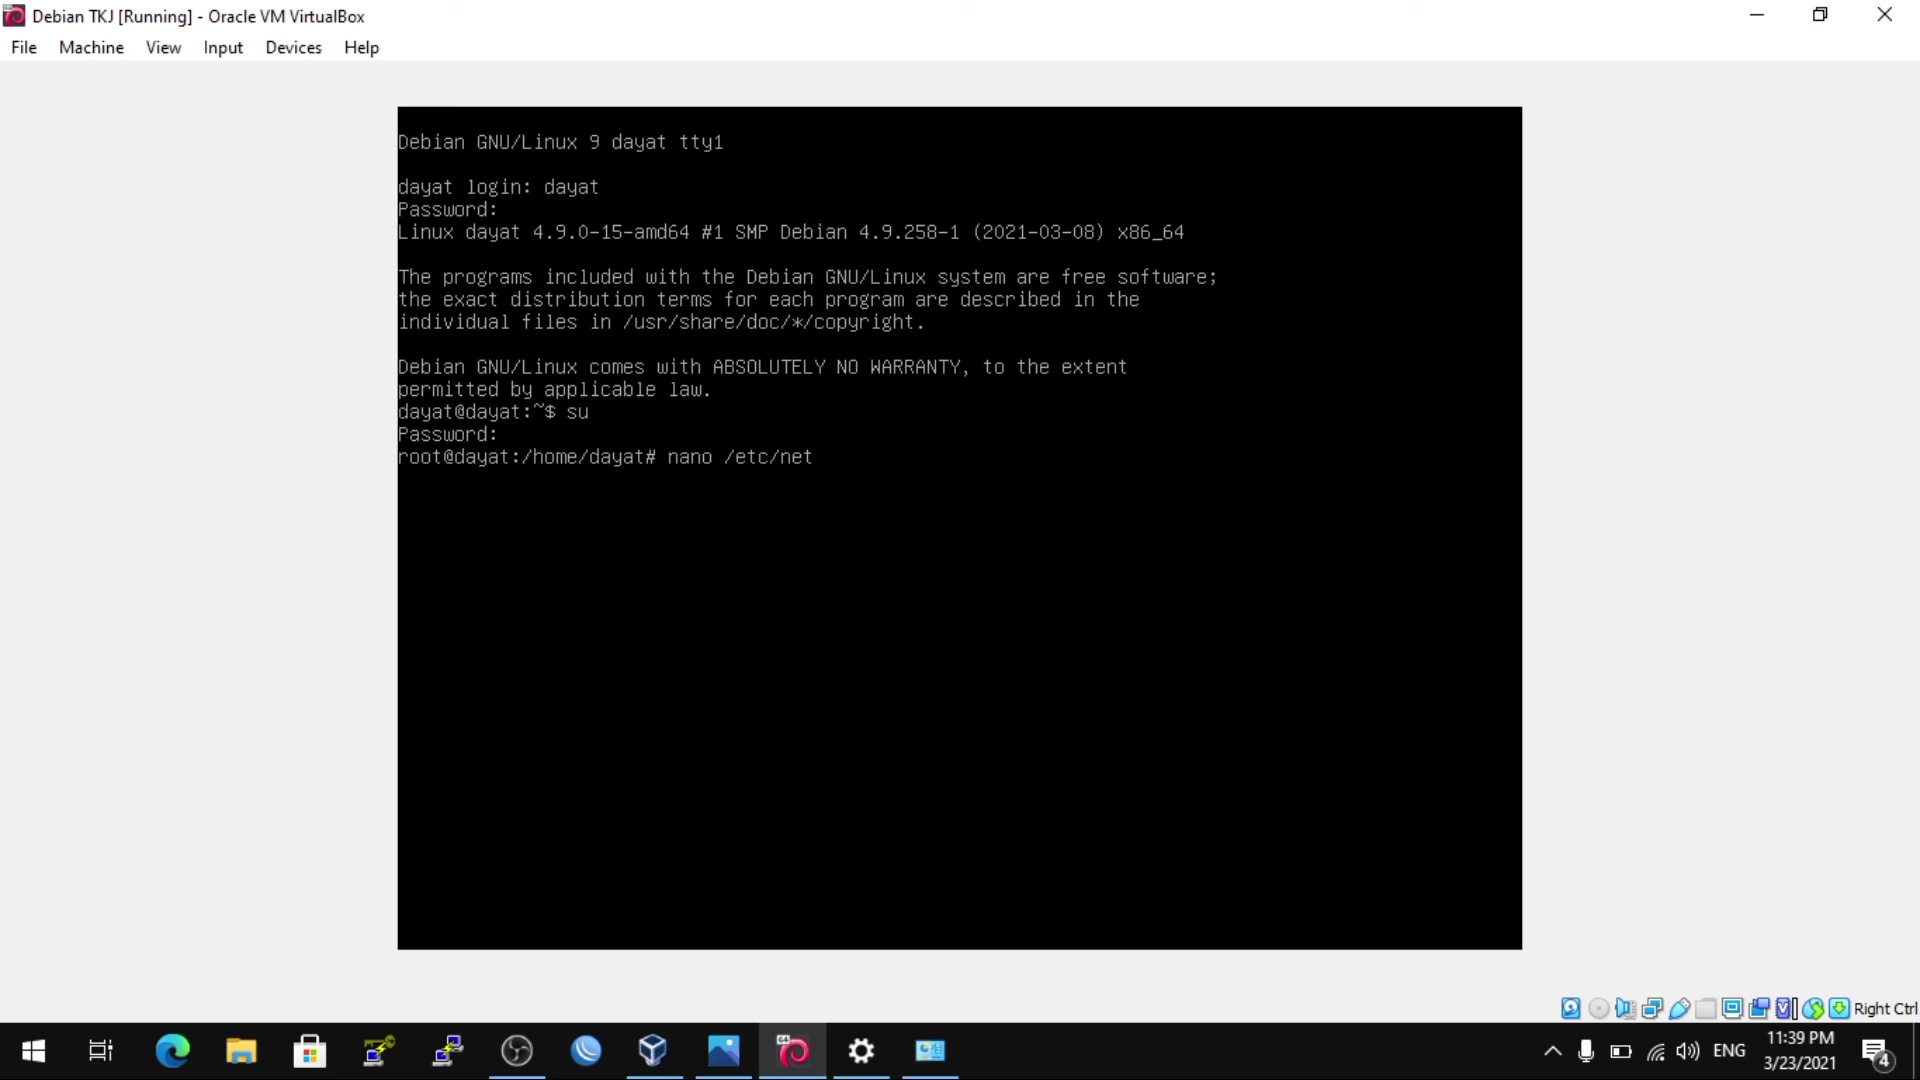 Debian TKJ [Running] - Oracle VM VirtualBox
File Machine View Input Devices Help
Debian GNU/Linux 9 dayat tty1
dayat login: dayat
Password:
Linux dayat 4.9.0-15-amd64 #1 SMP Debian 4.9.258-1 (2021-03-08) x86_64
The programs included with the Debian GNU/Linux system are free software;
the exact distribution terms for each program are described in the
individual files in /usr/share/doc/*/copyright.
Debian GNU/Linux comes with ABSOLUTELY NO WARRANTY, to the extent
permitted by applicable law.
dayat@dayat:~$ su
Password:
root@dayat:/home/dayat# nano /etc/net
Right Ctrl
64
ENG
11:39 PM
3/23/2021
4